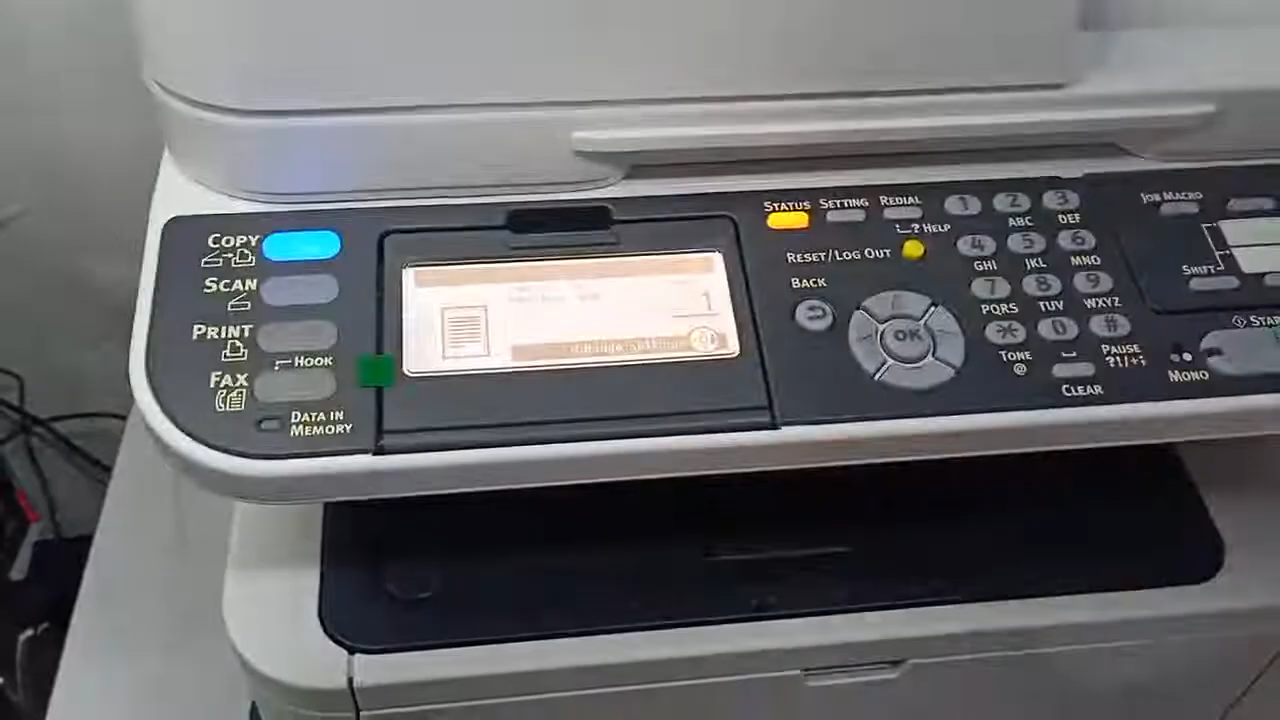 COPY
SCAN
PRINT
HOOK
FAX
DATA IN
MEMORY
1
STATUS
SETTING
REDIAL
HELP
RESET/LOG OUT
BACK
OK
1
2
ABC
3
DEF
4
GHI
5
JKL
6
MNO
7
PQRS
8
TUV
9
WXYZ
*
TONE
@
0
#
PAUSE
CLEAR
JOB MACRO
SHIFT
STAR
MONO